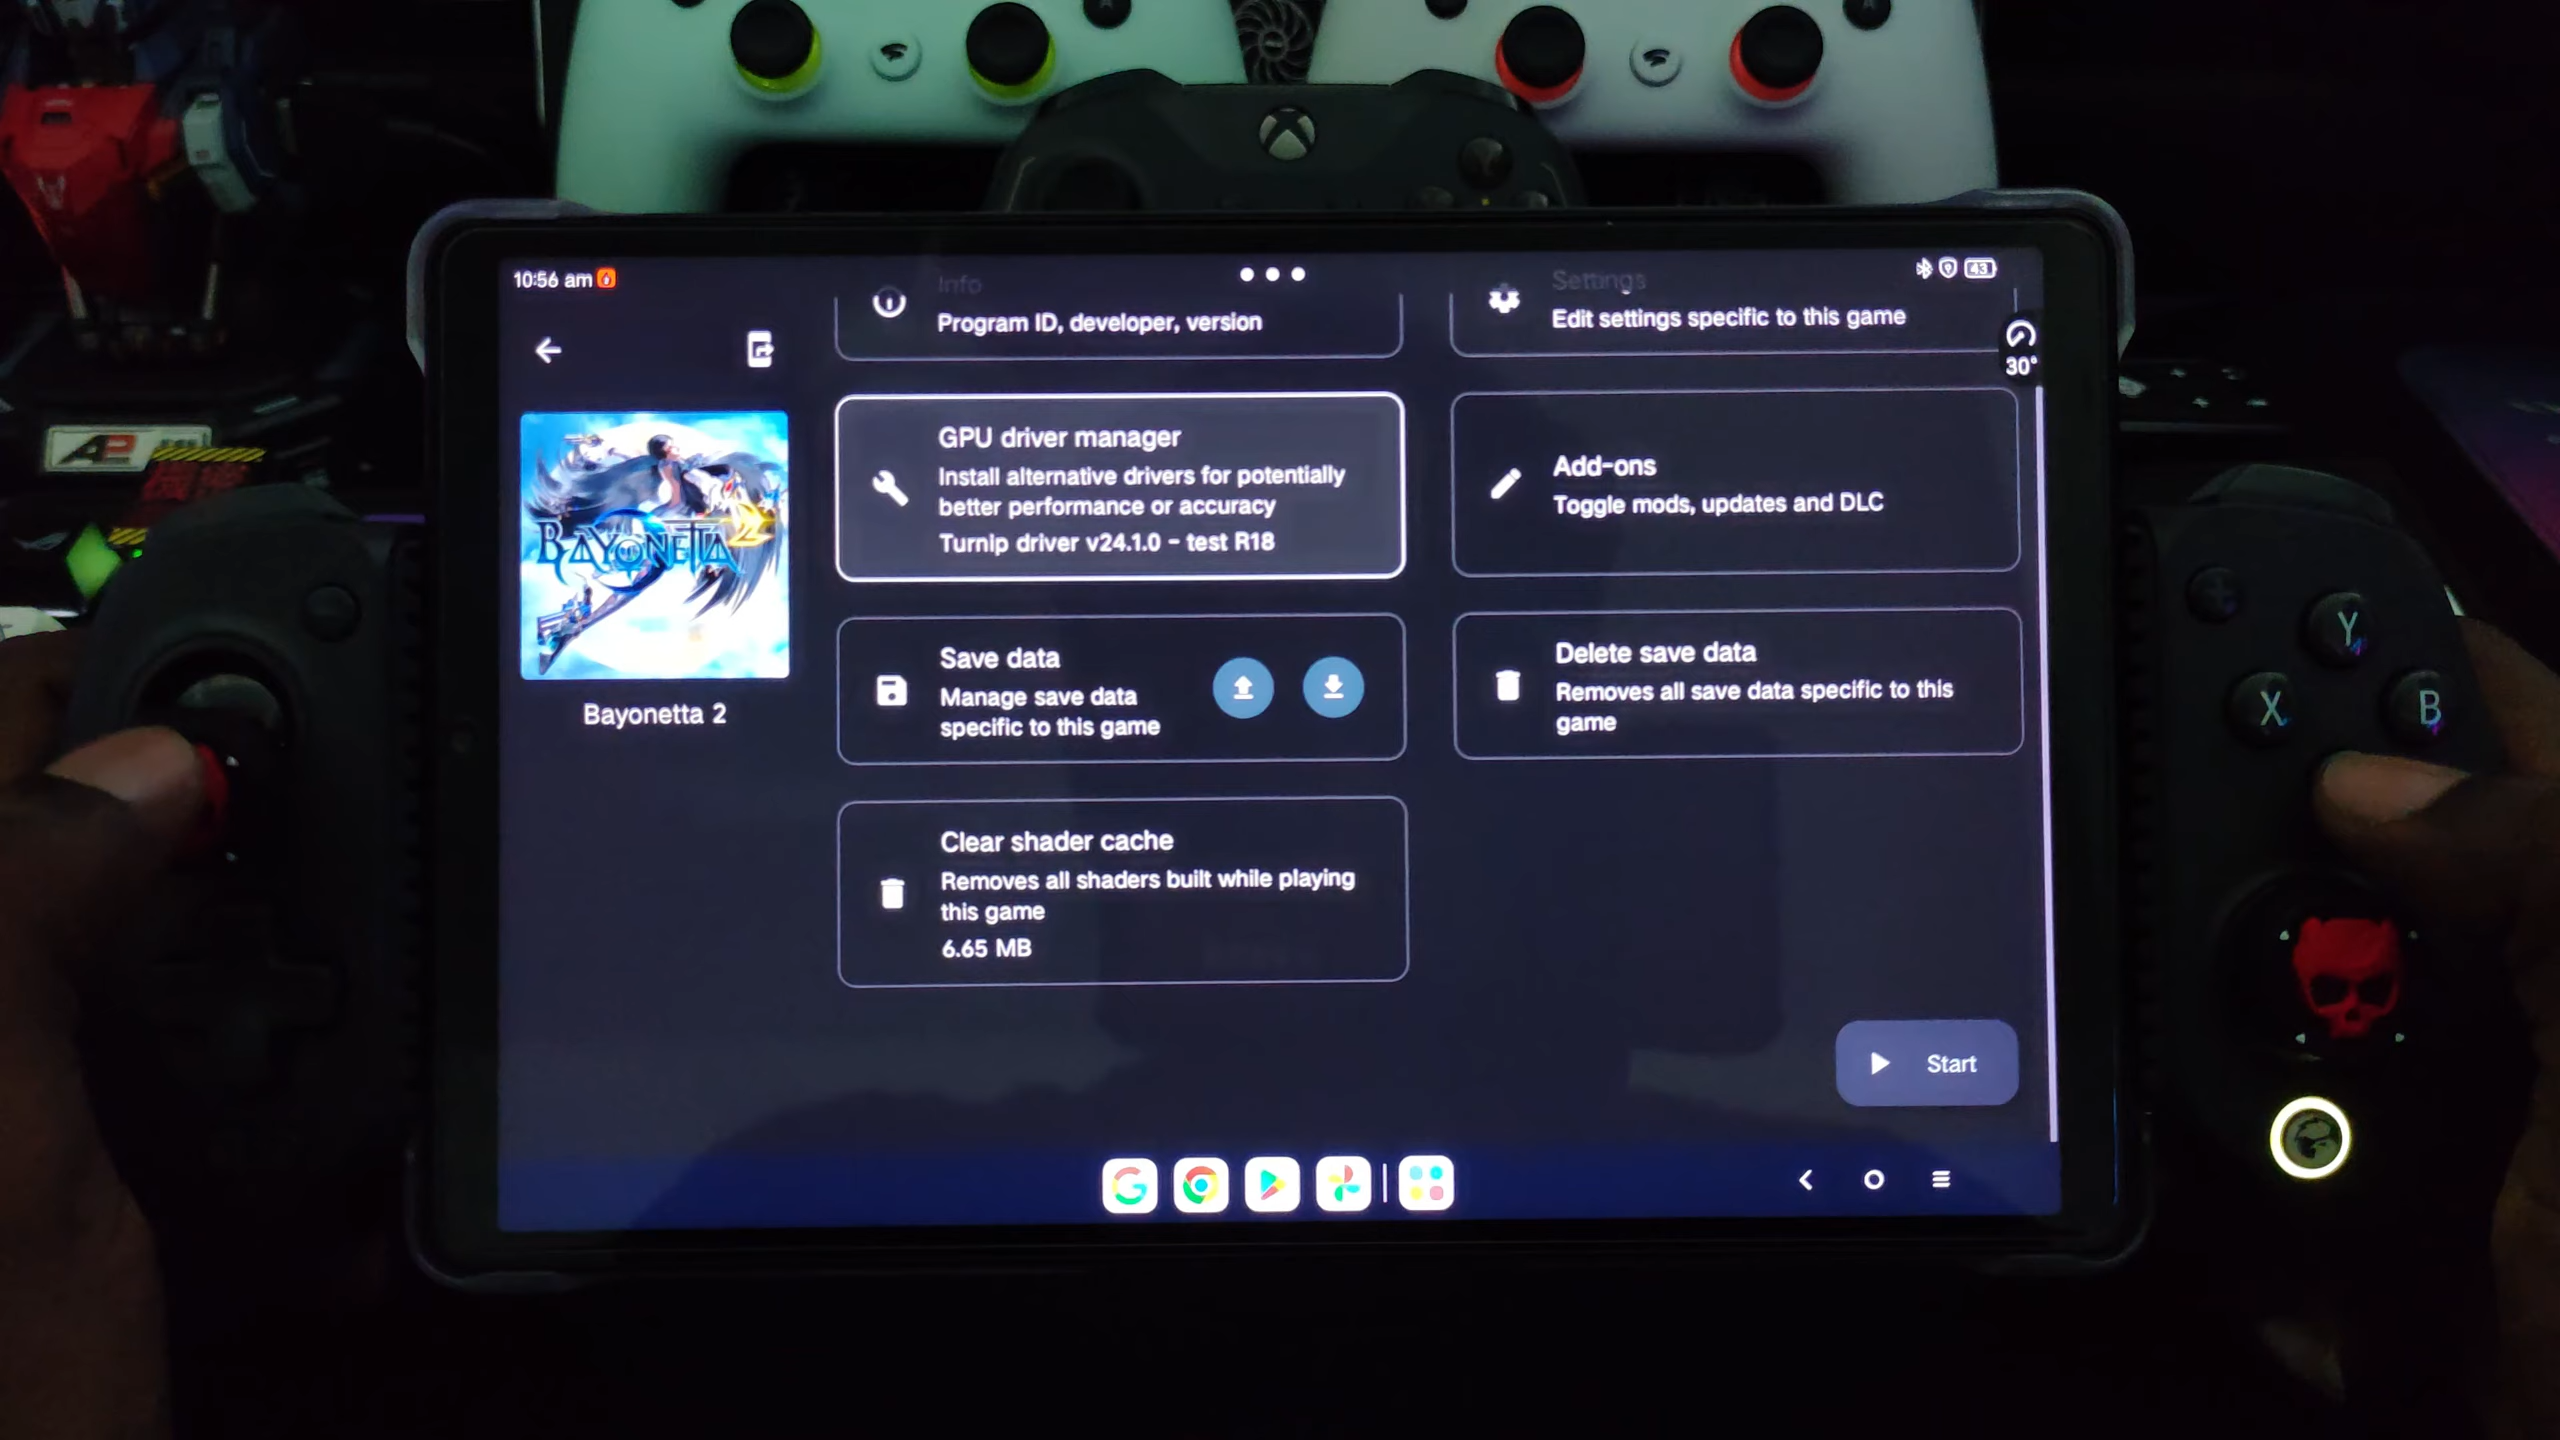 10:56 am
43
Info
Program ID, developer, version
Settings
Edit settings specific to this game
30°
GPU driver manager
Install alternative drivers for potentially
better performance or accuracy
Turnip driver v24.1.0 - test R18
Add-ons
Toggle mods, updates and DLC
BAYONETTA 2
Bayonetta 2
Save data
Manage save data
specific to this game
Delete save data
Removes all save data specific to this
game
Clear shader cache
Removes all shaders built while playing
this game
6.65 MB
Start
Y
X
B
A
A
Y
AP